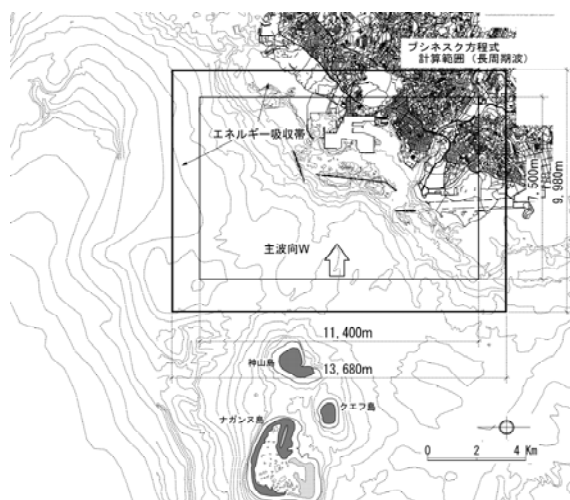 ブシネスク方程式
計算範囲（長周期波）
エネルギー吸収帯
7,500m
9,980m
主波向W
11,400m
神山島
13,680m
クエフ島
ナガンヌ島
0 2 4 Km